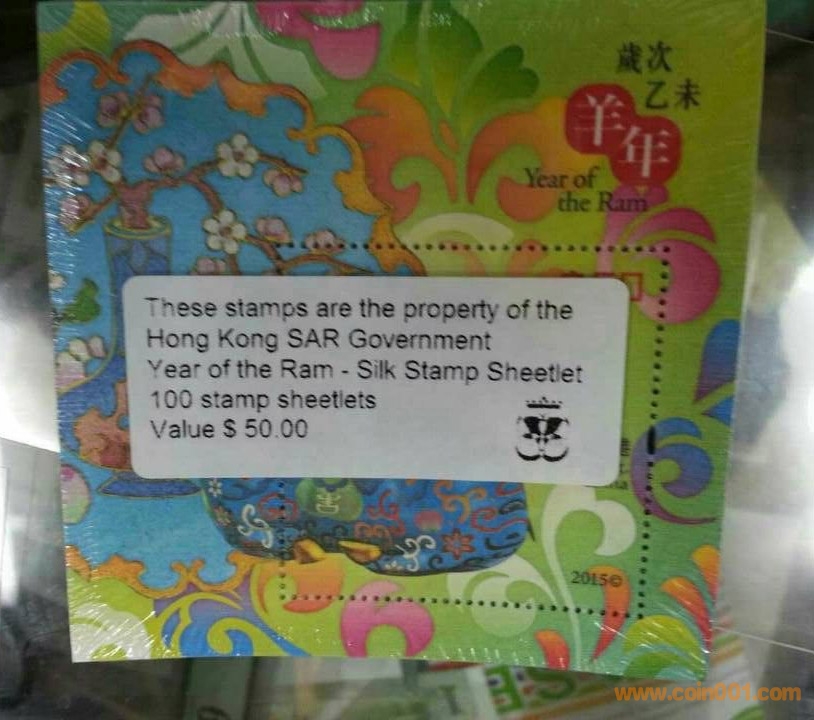 歲次
乙未
羊年
Year of
the Ram
These stamps are the property of the
Hong Kong SAR Government
Year of the Ram - Silk Stamp Sheetlet
100 stamp sheetlets
Value $ 50.00
2015©
www.coin001.com